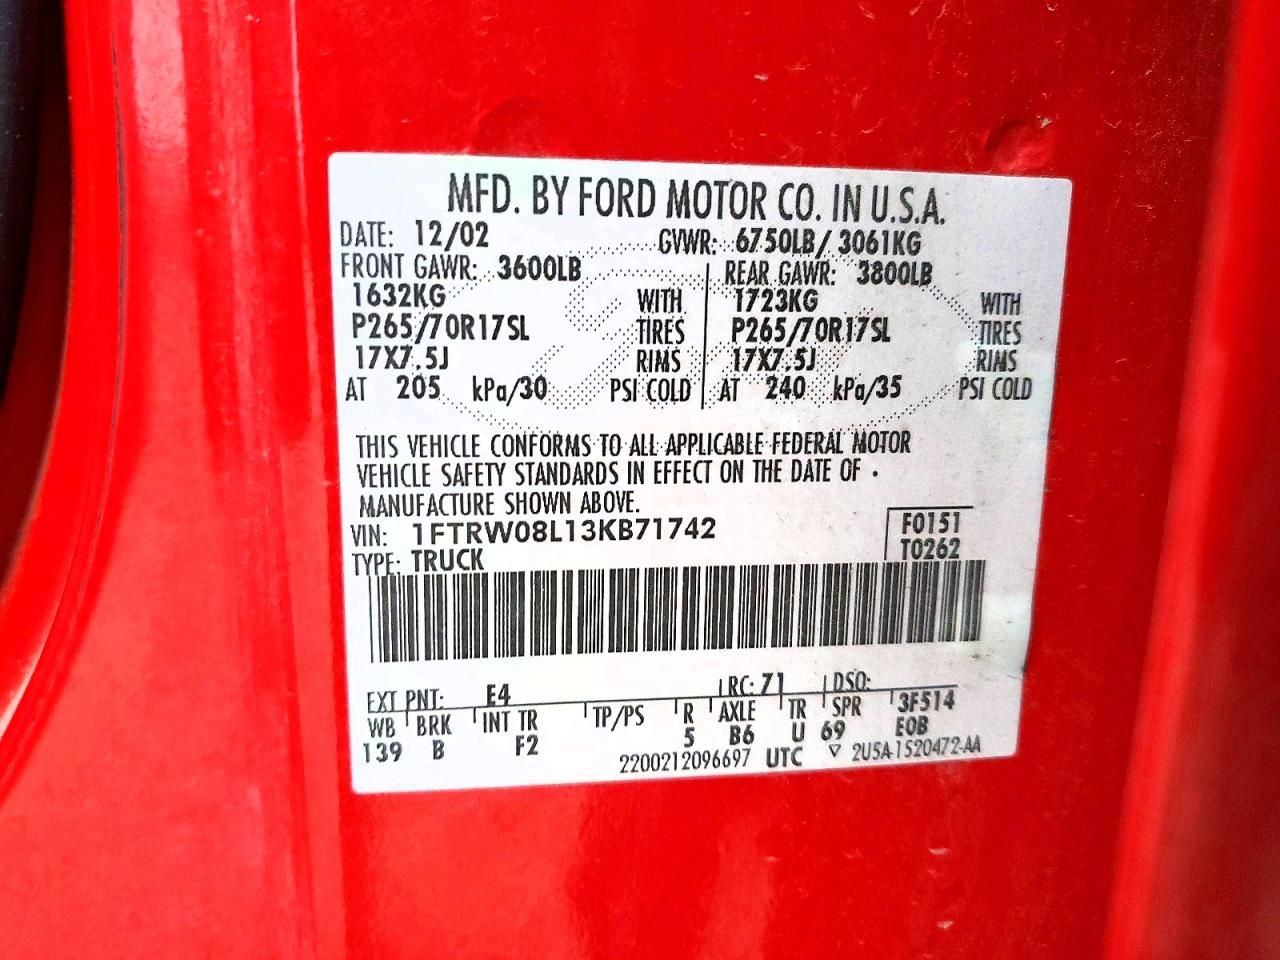 MFD. BY FORD MOTOR CO. IN U.S.A.
DATE: 12/02 GVWR: 6750LB/ 3061KG
FRONT GAWR: 3600LB REAR GAWR: 3800LB
1632KG WITH 1723KG WITH
P265/70R17SL TIRES P265/70R17SL TIRES
17X7.5J RIMS 17X7.5J RIMS
AT 205 kPa/30 PSI COLD AT 240 kPa/35 PSI COLD
THIS VEHICLE CONFORMS TO ALL APPLICABLE FEDERAL MOTOR
VEHICLE SAFETY STANDARDS IN EFFECT ON THE DATE OF
MANUFACTURE SHOWN ABOVE.
VIN: 1FTRW08L13KB71742 F0151
TYPE: TRUCK T0262
EXT PNT: E4 RC: 71 DSO:
WB BRK INT TR TP/PS R AXLE TR SPR 3F514
139 B F2 5 B6 U 69 EOB
2200212096697 UTC ▽ 2U5A-1520472-AA